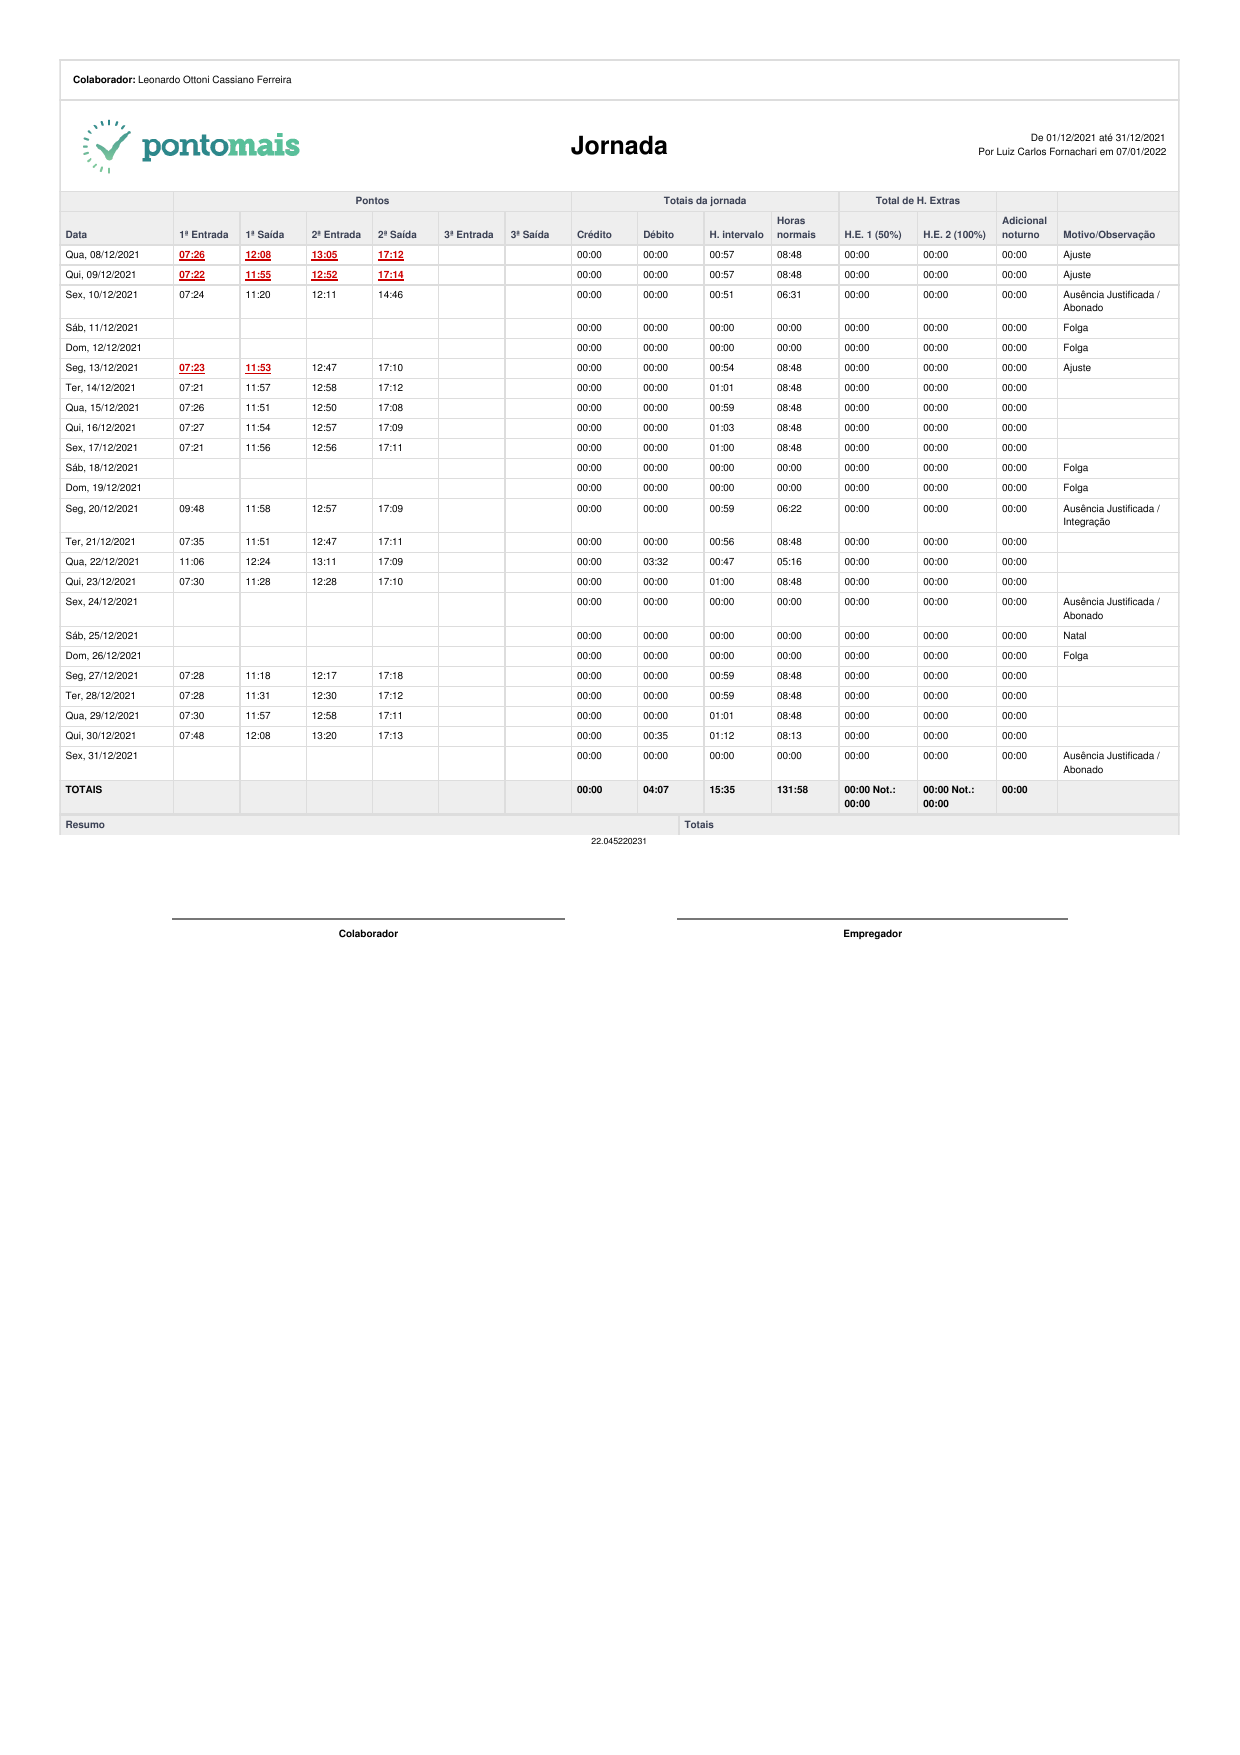 Colaborador: Leonardo Ottoni Cassiano Ferreira
pontomais
Jornada
De 01/12/2021 até 31/12/2021
Por Luiz Carlos Fornachari em 07/01/2022
Pontos Totais da jornada Total de H. Extras
Data 1ª Entrada 1ª Saída 2ª Entrada 2ª Saída 3ª Entrada 3ª Saída Crédito Débito H. intervalo Horas normais H.E. 1 (50%) H.E. 2 (100%) Adicional noturno Motivo/Observação
Qua, 08/12/2021 07:26 12:08 13:05 17:12 00:00 00:00 00:57 08:48 00:00 00:00 00:00 Ajuste
Qui, 09/12/2021 07:22 11:55 12:52 17:14 00:00 00:00 00:57 08:48 00:00 00:00 00:00 Ajuste
Sex, 10/12/2021 07:24 11:20 12:11 14:46 00:00 00:00 00:51 06:31 00:00 00:00 00:00 Ausência Justificada / Abonado
Sáb, 11/12/2021 00:00 00:00 00:00 00:00 00:00 00:00 00:00 Folga
Dom, 12/12/2021 00:00 00:00 00:00 00:00 00:00 00:00 00:00 Folga
Seg, 13/12/2021 07:23 11:53 12:47 17:10 00:00 00:00 00:54 08:48 00:00 00:00 00:00 Ajuste
Ter, 14/12/2021 07:21 11:57 12:58 17:12 00:00 00:00 01:01 08:48 00:00 00:00 00:00
Qua, 15/12/2021 07:26 11:51 12:50 17:08 00:00 00:00 00:59 08:48 00:00 00:00 00:00
Qui, 16/12/2021 07:27 11:54 12:57 17:09 00:00 00:00 01:03 08:48 00:00 00:00 00:00
Sex, 17/12/2021 07:21 11:56 12:56 17:11 00:00 00:00 01:00 08:48 00:00 00:00 00:00
Sáb, 18/12/2021 00:00 00:00 00:00 00:00 00:00 00:00 00:00 Folga
Dom, 19/12/2021 00:00 00:00 00:00 00:00 00:00 00:00 00:00 Folga
Seg, 20/12/2021 09:48 11:58 12:57 17:09 00:00 00:00 00:59 06:22 00:00 00:00 00:00 Ausência Justificada / Integração
Ter, 21/12/2021 07:35 11:51 12:47 17:11 00:00 00:00 00:56 08:48 00:00 00:00 00:00
Qua, 22/12/2021 11:06 12:24 13:11 17:09 00:00 03:32 00:47 05:16 00:00 00:00 00:00
Qui, 23/12/2021 07:30 11:28 12:28 17:10 00:00 00:00 01:00 08:48 00:00 00:00 00:00
Sex, 24/12/2021 00:00 00:00 00:00 00:00 00:00 00:00 00:00 Ausência Justificada / Abonado
Sáb, 25/12/2021 00:00 00:00 00:00 00:00 00:00 00:00 00:00 Natal
Dom, 26/12/2021 00:00 00:00 00:00 00:00 00:00 00:00 00:00 Folga
Seg, 27/12/2021 07:28 11:18 12:17 17:18 00:00 00:00 00:59 08:48 00:00 00:00 00:00
Ter, 28/12/2021 07:28 11:31 12:30 17:12 00:00 00:00 00:59 08:48 00:00 00:00 00:00
Qua, 29/12/2021 07:30 11:57 12:58 17:11 00:00 00:00 01:01 08:48 00:00 00:00 00:00
Qui, 30/12/2021 07:48 12:08 13:20 17:13 00:00 00:35 01:12 08:13 00:00 00:00 00:00
Sex, 31/12/2021 00:00 00:00 00:00 00:00 00:00 00:00 00:00 Ausência Justificada / Abonado
TOTAIS 00:00 04:07 15:35 131:58 00:00 Not.: 00:00 00:00 Not.: 00:00 00:00
Resumo Totais
22.045220231
Colaborador Empregador